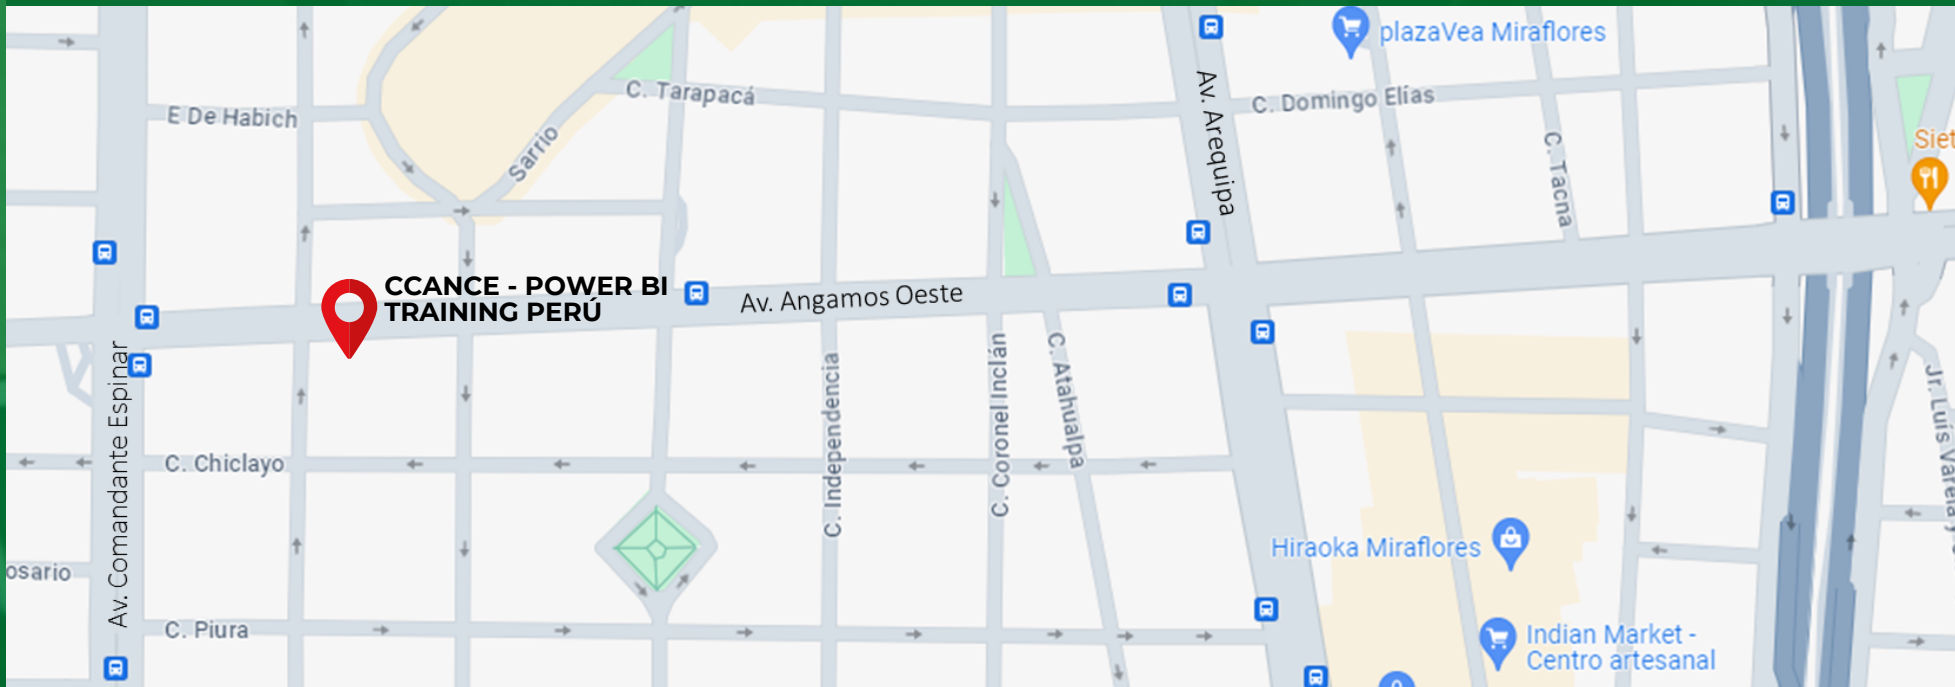 plazaVea Miraflores
C. Tarapacá
E De Habich
Av. Arequipa
C. Domingo Elías
Sarrio
C. Tacna
Siet
CCANCE - POWER BI
TRAINING PERÚ
Av. Angamos Oeste
Av. Comandante Espinar
C. Independencia
C. Coronel Inclán
C. Atahualpa
Jr. Luis Varela y
C. Chiclayo
Hiraoka Miraflores
osario
C. Piura
Indian Market -
Centro artesanal